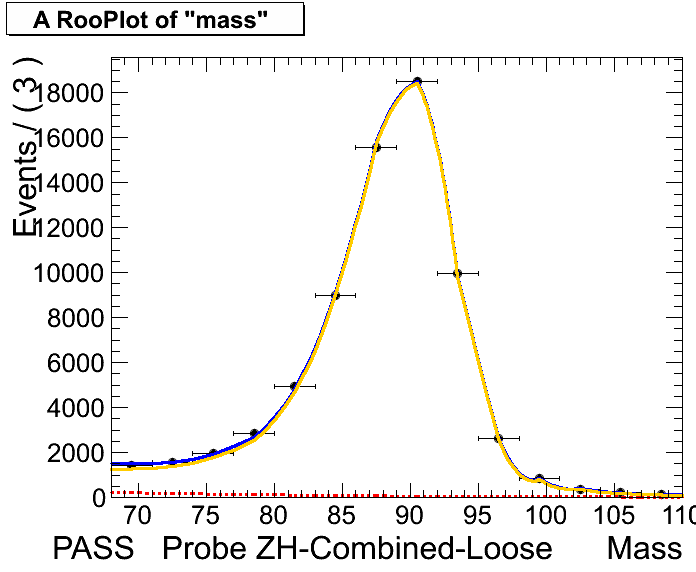 A RooPlot of "mass"
Events / ( 3 )
18000
16000
14000
12000
10000
8000
6000
4000
2000
0
70 75 80 85 90 95 100 105 110
PASS Probe ZH-Combined-Loose Mass